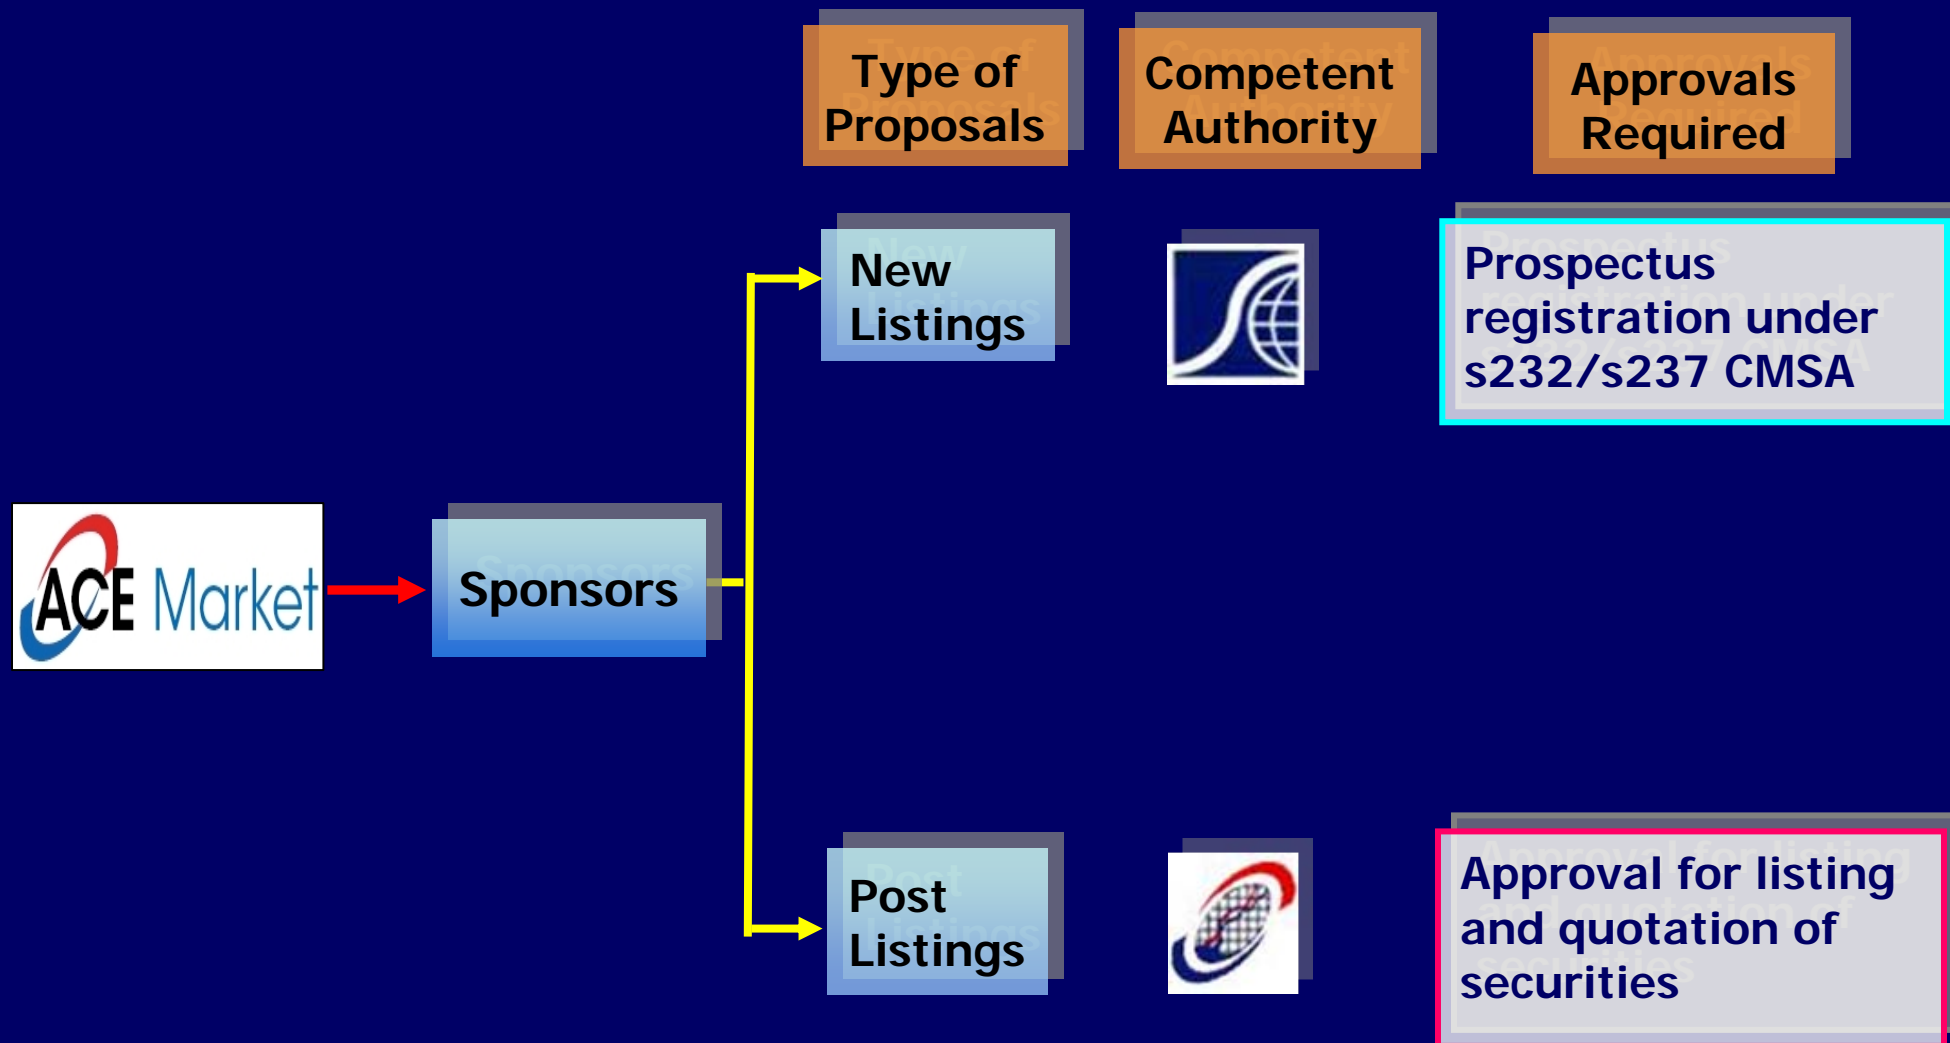 Type of
Proposals
Competent
Authority
Approvals
Required
New
Listings
Prospectus
registration under
s232/s237 CMSA
ACE Market
Sponsors
Post
Listings
Approval for listing
and quotation of
securities